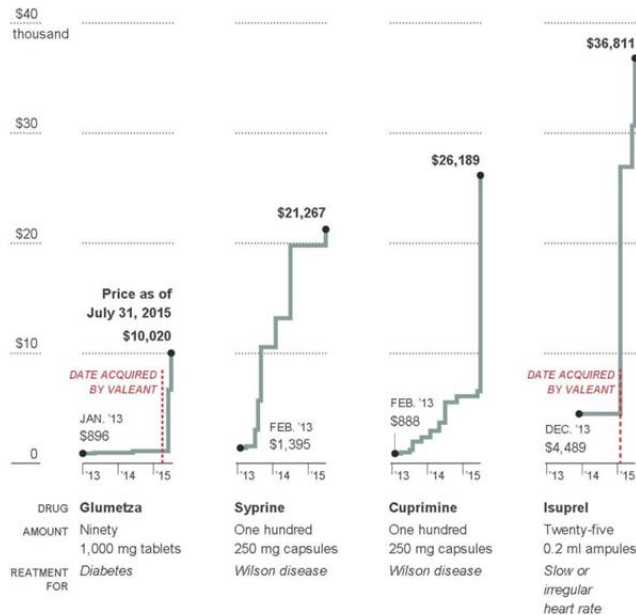 $40
thousand
$36,811
$30
$26,189
$21,267
$20
Price as of
July 31, 2015
$10,020
$10
DATE ACQUIRED
BY VALEANT
DATE ACQUIRED
BY VALEANT
JAN. '13
$896
FEB. '13
$1,395
FEB. '13
$888
DEC. '13
$4,489
0
'13 '14 '15
'13 '14 '15
'13 '14 '15
'13 '14 '15
DRUG Glumetza Syprine Cuprimine Isuprel
AMOUNT Ninety One hundred One hundred Twenty-five
1,000 mg tablets 250 mg capsules 250 mg capsules 0.2 ml ampules
REATMENT Diabetes Wilson disease Wilson disease Slow or
FOR irregular
heart rate